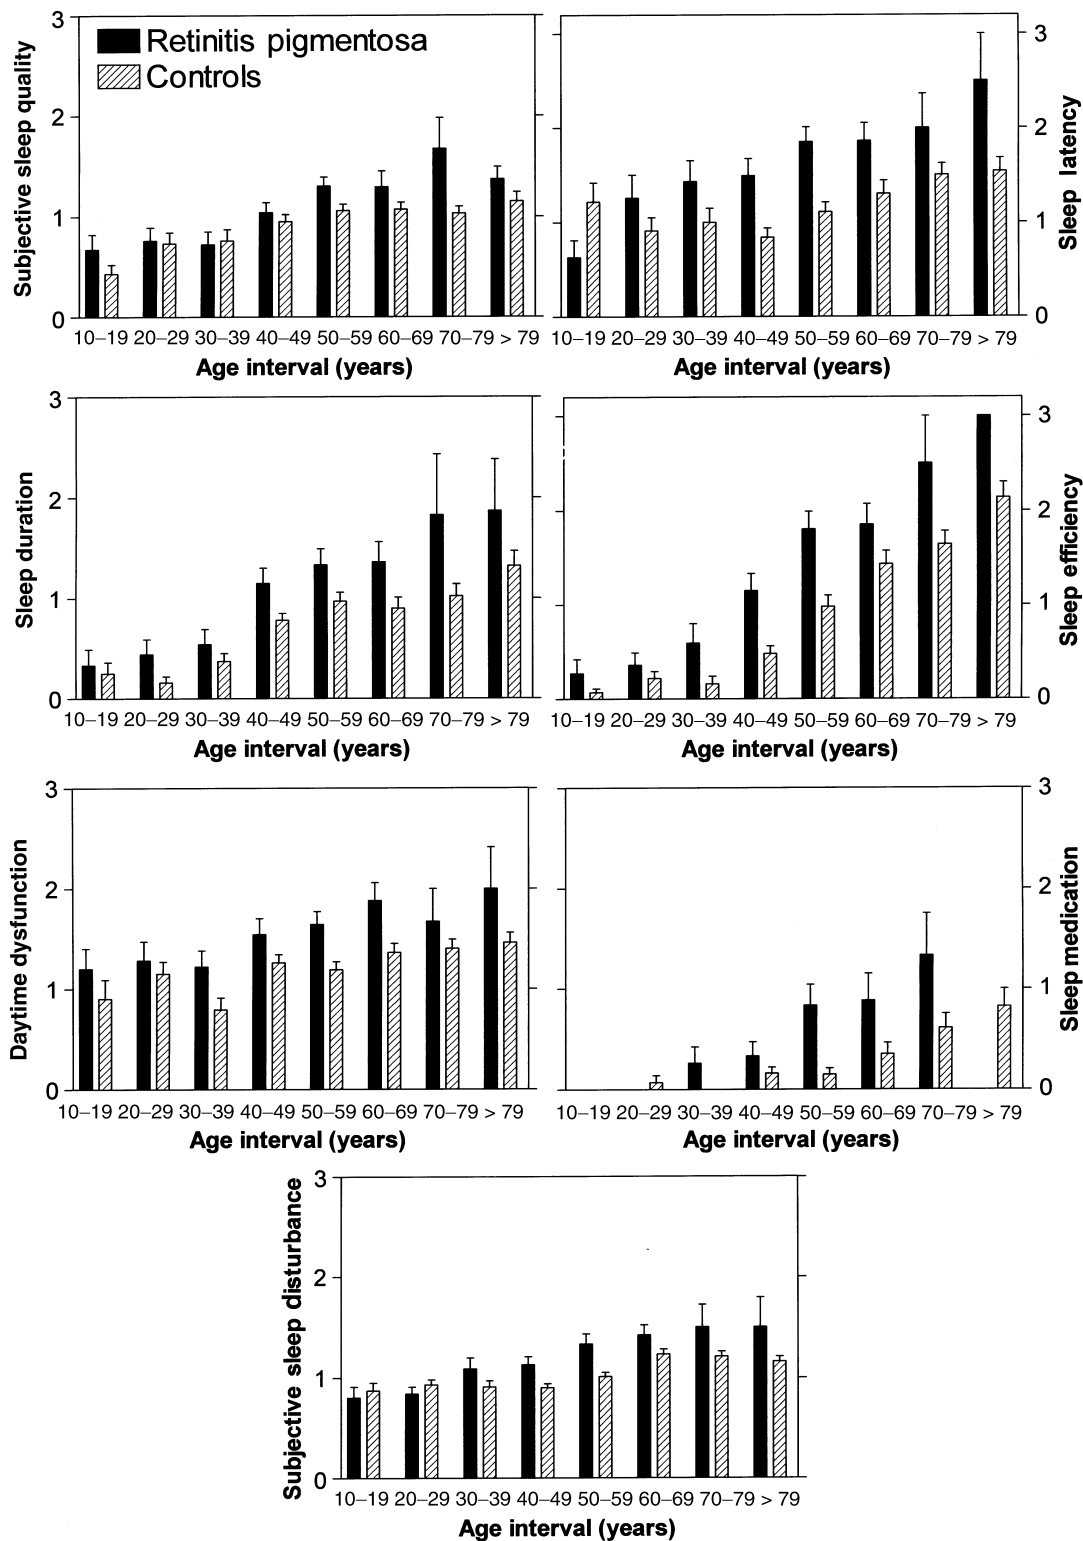 Subjective sleep quality
3
2
1
0
Retinitis pigmentosa
Controls
10–19 20–29 30–39 40–49 50–59 60–69 70–79 > 79
Age interval (years)
Sleep latency
3
2
1
0
10–19 20–29 30–39 40–49 50–59 60–69 70–79 > 79
Age interval (years)
Sleep duration
3
2
1
0
10–19 20–29 30–39 40–49 50–59 60–69 70–79 > 79
Age interval (years)
Sleep efficiency
3
2
1
0
10–19 20–29 30–39 40–49 50–59 60–69 70–79 > 79
Age interval (years)
Daytime dysfunction
3
2
1
0
10–19 20–29 30–39 40–49 50–59 60–69 70–79 > 79
Age interval (years)
Sleep medication
3
2
1
0
10–19 20–29 30–39 40–49 50–59 60–69 70–79 > 79
Age interval (years)
Subjective sleep disturbance
3
2
1
0
10–19 20–29 30–39 40–49 50–59 60–69 70–79 > 79
Age interval (years)